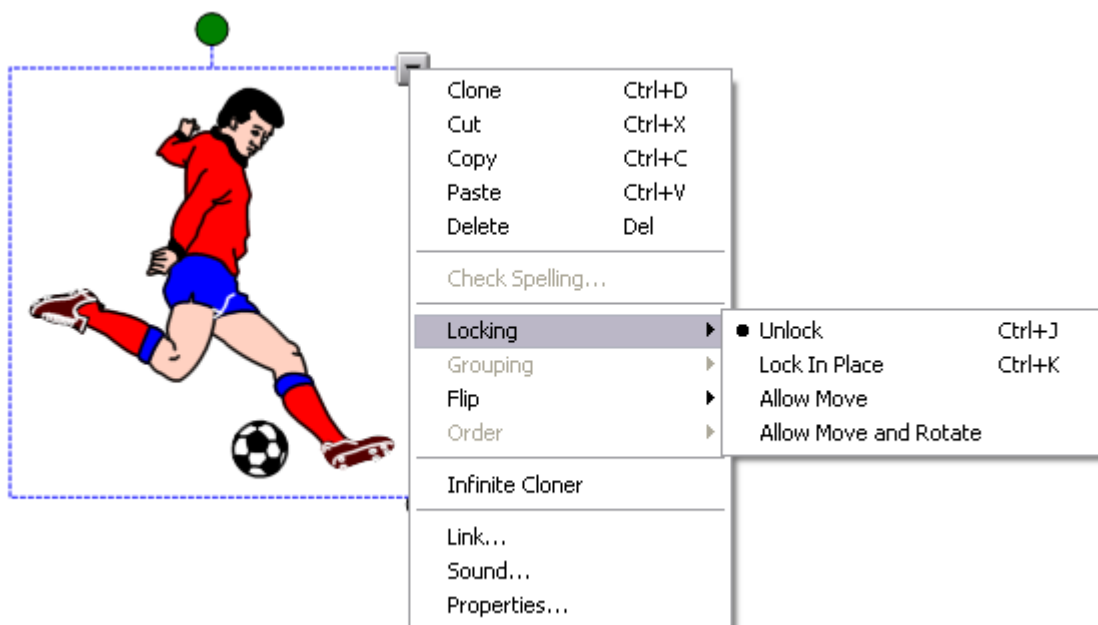 Clone Ctrl+D
Cut Ctrl+X
Copy Ctrl+C
Paste Ctrl+V
Delete Del
Check Spelling...
Locking
Grouping
Flip
Order
Infinite Cloner
Link...
Sound...
Properties...
Unlock Ctrl+J
Lock In Place Ctrl+K
Allow Move
Allow Move and Rotate